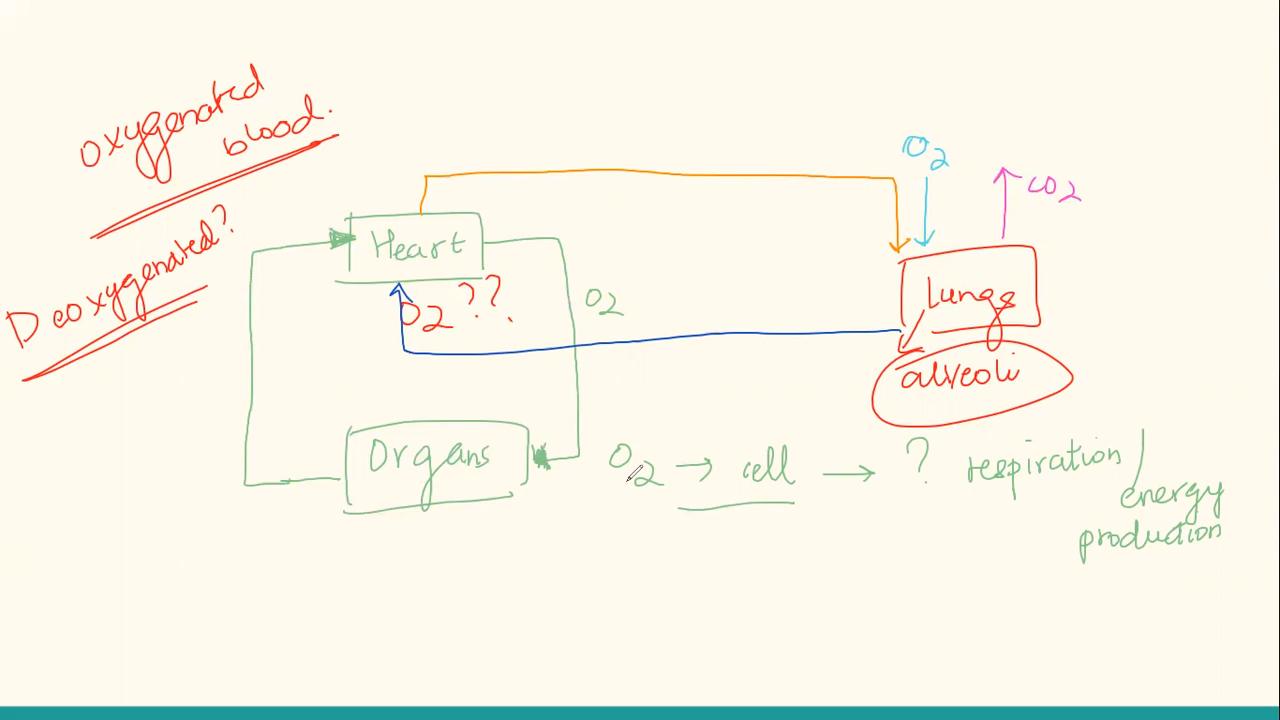 oxygenated
blood.
Deoxygenated?
O2
CO2
Heart
O2??
O2
lungs
alveoli
Organs
O2 → cell → ? respiration/
energy
production